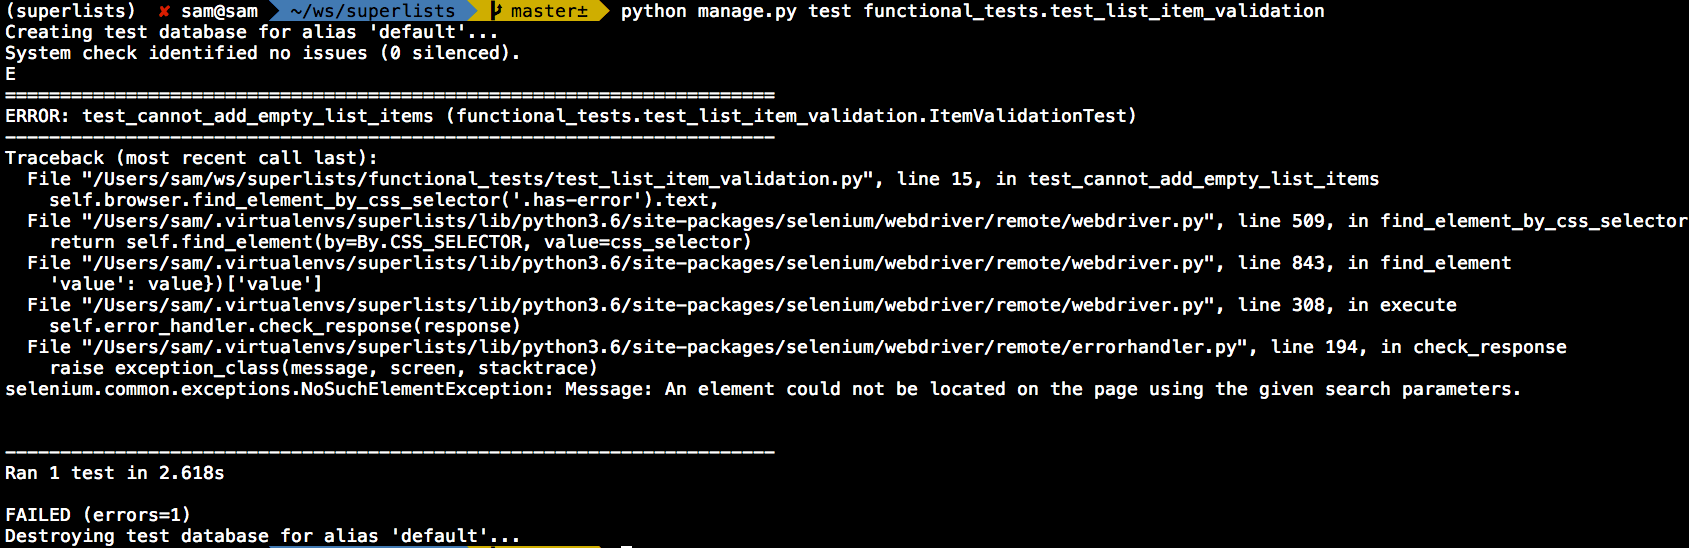 (superlists) ✘ sam@sam ~/ws/superlists master± python manage.py test functional_tests.test_list_item_validation
Creating test database for alias 'default'...
System check identified no issues (0 silenced).
E
======================================================================
ERROR: test_cannot_add_empty_list_items (functional_tests.test_list_item_validation.ItemValidationTest)
----------------------------------------------------------------------
Traceback (most recent call last):
  File "/Users/sam/ws/superlists/functional_tests/test_list_item_validation.py", line 15, in test_cannot_add_empty_list_items
    self.browser.find_element_by_css_selector('.has-error').text,
  File "/Users/sam/.virtualenvs/superlists/lib/python3.6/site-packages/selenium/webdriver/remote/webdriver.py", line 509, in find_element_by_css_selector
    return self.find_element(by=By.CSS_SELECTOR, value=css_selector)
  File "/Users/sam/.virtualenvs/superlists/lib/python3.6/site-packages/selenium/webdriver/remote/webdriver.py", line 843, in find_element
    'value': value})['value']
  File "/Users/sam/.virtualenvs/superlists/lib/python3.6/site-packages/selenium/webdriver/remote/webdriver.py", line 308, in execute
    self.error_handler.check_response(response)
  File "/Users/sam/.virtualenvs/superlists/lib/python3.6/site-packages/selenium/webdriver/remote/errorhandler.py", line 194, in check_response
    raise exception_class(message, screen, stacktrace)
selenium.common.exceptions.NoSuchElementException: Message: An element could not be located on the page using the given search parameters.
----------------------------------------------------------------------
Ran 1 test in 2.618s
FAILED (errors=1)
Destroying test database for alias 'default'...